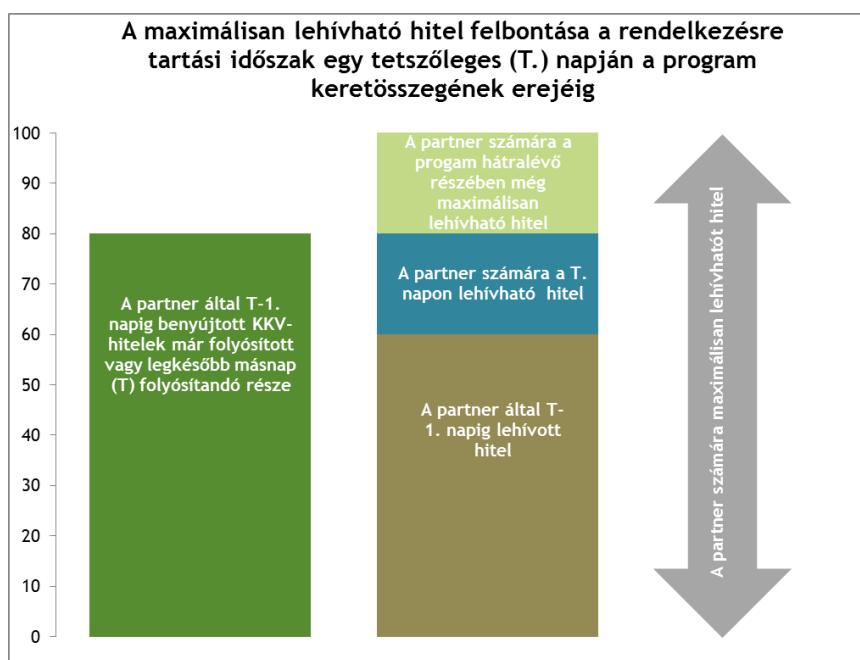 A maximálisan lehívható hitel felbontása a rendelkezésre
tartási időszak egy tetszőleges (T.) napján a program
keretösszegének erejéig
100
90
80
70
60
50
40
30
20
10
0
A partner által T-1.
napig benyújtott KKV-
hitelek már folyósított
vagy legkésőbb másnap
(T) folyósítandó része
A partner számára a
progam hátralévő
részében még
maximálisan
lehívható hitel
A partner számára a T.
napon lehívható hitel
A partner által T-
1. napig lehívott
hitel
A partner számára maximálisan lehívhatót hitel